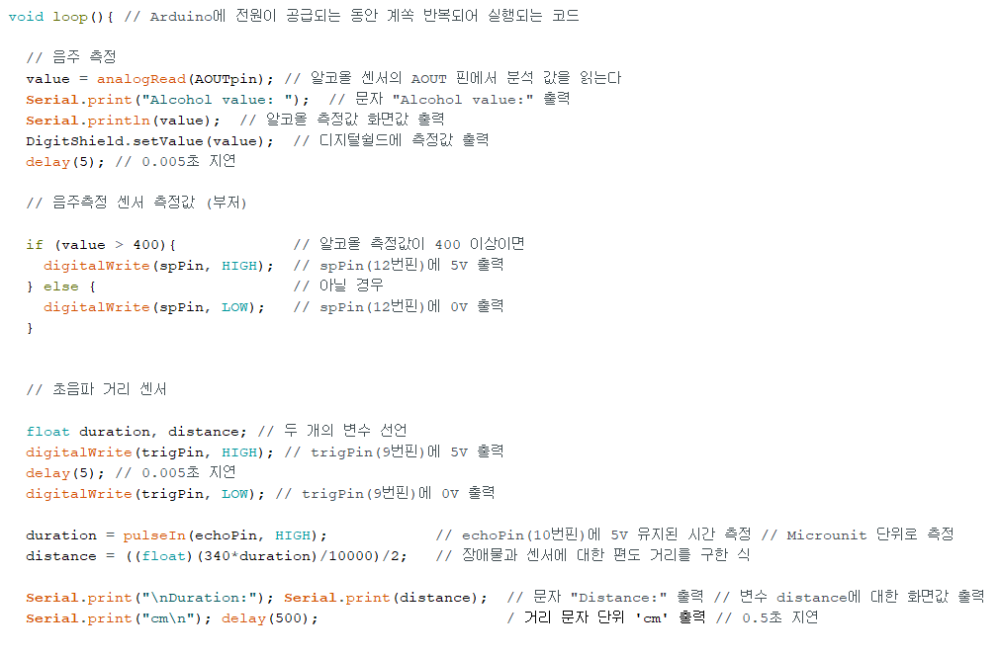 void loop(){ // Arduino에 전원이 공급되는 동안 계쏙 반복되어 실행되는 코드
// 음주 측정
value = analogRead(AOUTpin); // 알코올 센서의 AOUT 핀에서 분석 값을 읽는다
Serial.print("Alcohol value: ");  // 문자 "Alcohol value:" 출력
Serial.println(value);  // 알코올 측정값 화면값 출력
DigitShield.setValue(value);  // 디지털쉴드에 측정값 출력
delay(5); // 0.005초 지연
// 음주측정 센서 측정값 (부저)
if (value > 400){             // 알코올 측정값이 400 이상이면
digitalWrite(spPin, HIGH);  // spPin(12번핀)에 5V 출력
} else {                      // 아닐 경우
digitalWrite(spPin, LOW);   // spPin(12번핀)에 0V 출력
}
// 초음파 거리 센서
float duration, distance; // 두 개의 변수 선언
digitalWrite(trigPin, HIGH); // trigPin(9번핀)에 5V 출력
delay(5); // 0.005초 지연
digitalWrite(trigPin, LOW); // trigPin(9번핀)에 0V 출력
duration = pulseIn(echoPin, HIGH);            // echoPin(10번핀)에 5V 유지된 시간 측정 // Microunit 단위로 측정
distance = ((float)(340*duration)/10000)/2;   // 장애물과 센서에 대한 편도 거리를 구한 식
Serial.print("\nDuration:"); Serial.print(distance);  // 문자 "Distance:" 출력 // 변수 distance에 대한 화면값 출력
Serial.print("cm\n"); delay(500);                     / 거리 문자 단위 'cm' 출력 // 0.5초 지연